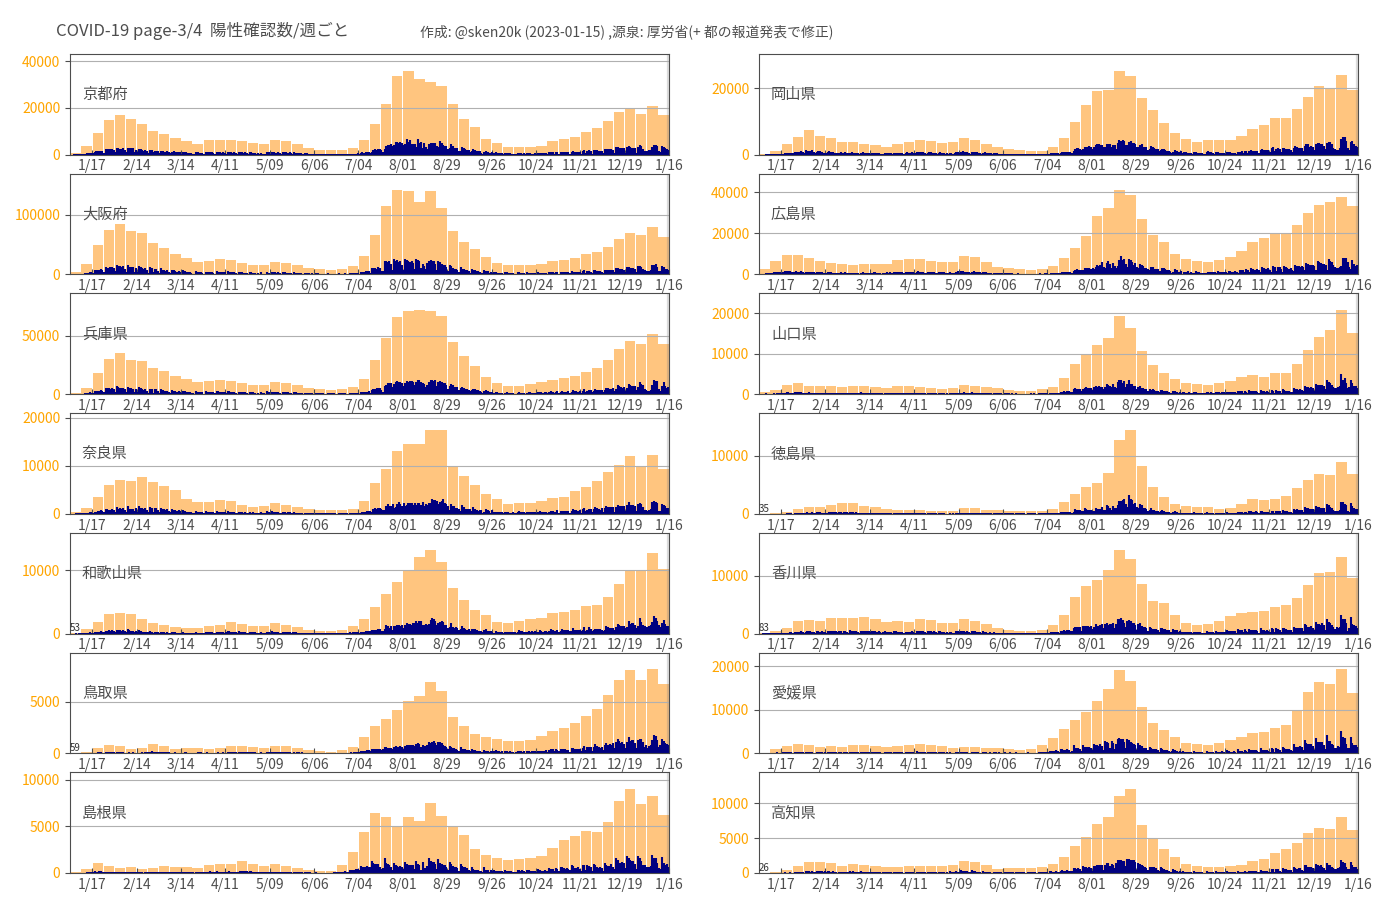 COVID-19 page-3/4 陽性確認数/週ごと 作成: @sken20k (2023-01-15) ,源泉: 厚労省(+ 都の報道発表で修正)
京都府
40000
20000
0
1/17 2/14 3/14 4/11 5/09 6/06 7/04 8/01 8/29 9/26 10/24 11/21 12/19 1/16
岡山県
20000
0
1/17 2/14 3/14 4/11 5/09 6/06 7/04 8/01 8/29 9/26 10/24 11/21 12/19 1/16
大阪府
100000
0
1/17 2/14 3/14 4/11 5/09 6/06 7/04 8/01 8/29 9/26 10/24 11/21 12/19 1/16
広島県
40000
20000
0
1/17 2/14 3/14 4/11 5/09 6/06 7/04 8/01 8/29 9/26 10/24 11/21 12/19 1/16
兵庫県
50000
0
1/17 2/14 3/14 4/11 5/09 6/06 7/04 8/01 8/29 9/26 10/24 11/21 12/19 1/16
山口県
20000
10000
0
1/17 2/14 3/14 4/11 5/09 6/06 7/04 8/01 8/29 9/26 10/24 11/21 12/19 1/16
奈良県
20000
10000
0
1/17 2/14 3/14 4/11 5/09 6/06 7/04 8/01 8/29 9/26 10/24 11/21 12/19 1/16
徳島県
10000
35
0
1/17 2/14 3/14 4/11 5/09 6/06 7/04 8/01 8/29 9/26 10/24 11/21 12/19 1/16
和歌山県
10000
53
0
1/17 2/14 3/14 4/11 5/09 6/06 7/04 8/01 8/29 9/26 10/24 11/21 12/19 1/16
香川県
10000
83
0
1/17 2/14 3/14 4/11 5/09 6/06 7/04 8/01 8/29 9/26 10/24 11/21 12/19 1/16
鳥取県
5000
59
0
1/17 2/14 3/14 4/11 5/09 6/06 7/04 8/01 8/29 9/26 10/24 11/21 12/19 1/16
愛媛県
20000
10000
0
1/17 2/14 3/14 4/11 5/09 6/06 7/04 8/01 8/29 9/26 10/24 11/21 12/19 1/16
島根県
10000
5000
0
1/17 2/14 3/14 4/11 5/09 6/06 7/04 8/01 8/29 9/26 10/24 11/21 12/19 1/16
高知県
10000
5000
26
0
1/17 2/14 3/14 4/11 5/09 6/06 7/04 8/01 8/29 9/26 10/24 11/21 12/19 1/16